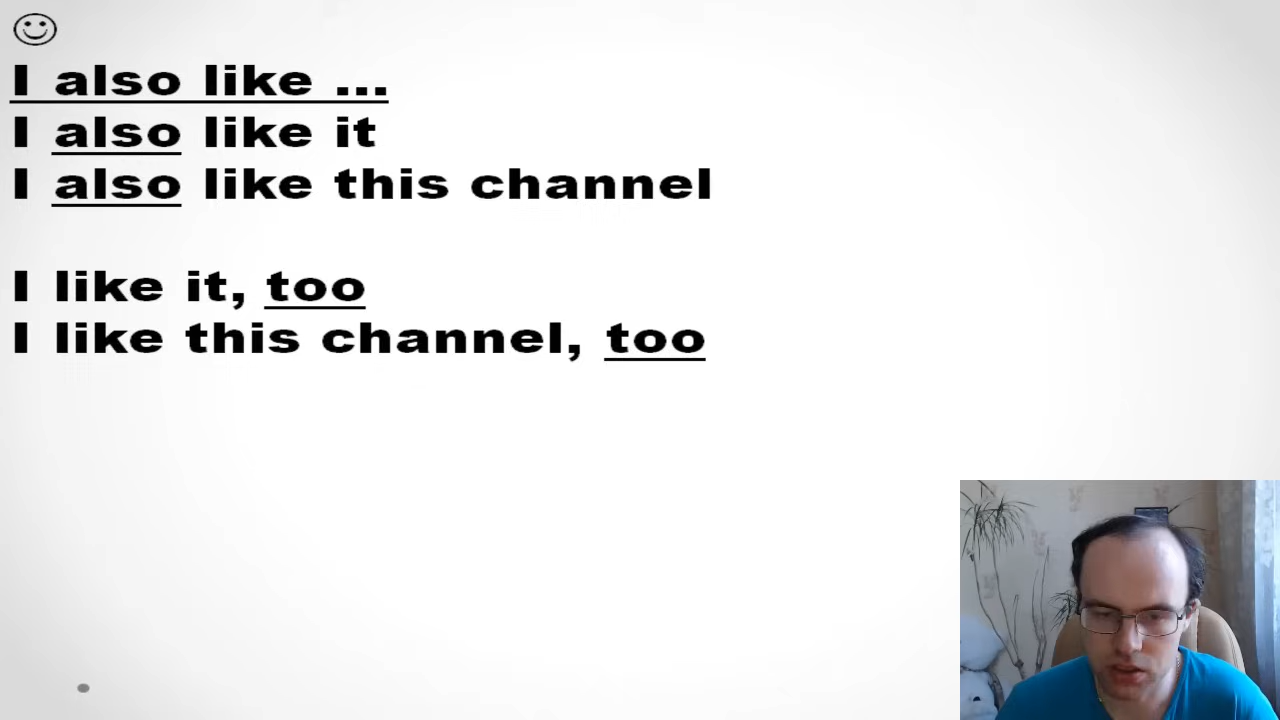 I also like ...
I also like it
I also like this channel
I like it, too
I like this channel, too